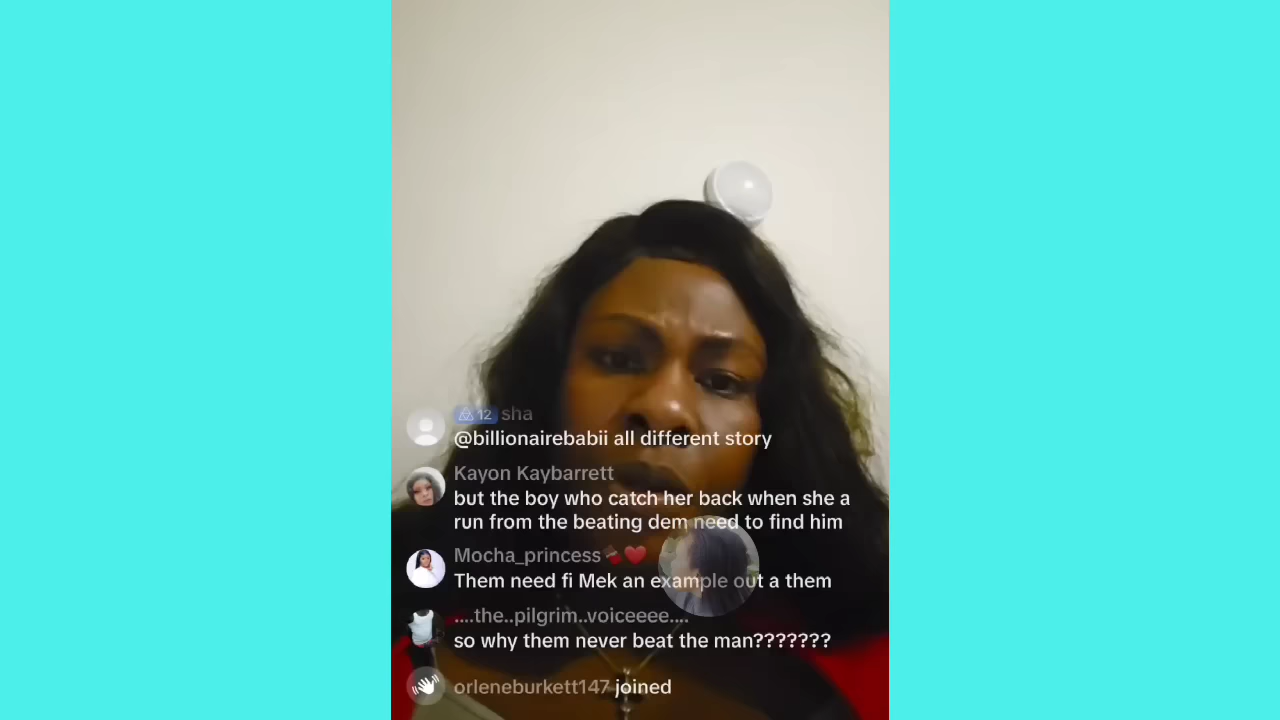 12 sha
@billionairebabii all different story
Kayon Kaybarrett
but the boy who catch her back when she a
run from the beating dem need to find him
Mocha_princess🍫❤️
Them need fi Mek an example out a them
....the..pilgrim..voiceeee....
so why them never beat the man???????
orleneburkett147 joined